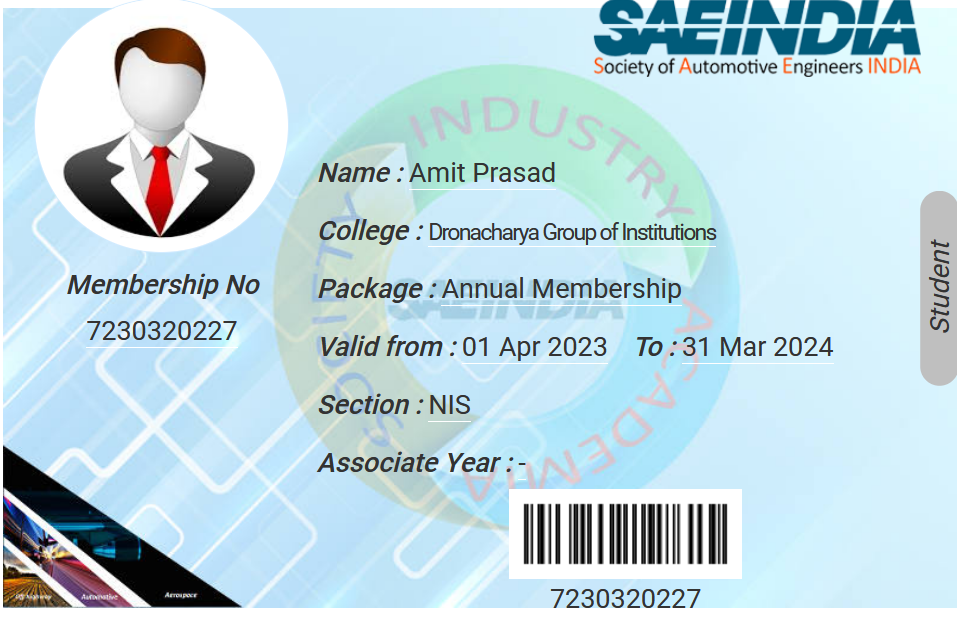 SAEINDIA
Society of Automotive Engineers INDIA
INDUSTRY
ACADEMIA
SOCIETY
SAEINDIA
Name : Amit Prasad
College : Dronacharya Group of Institutions
Package : Annual Membership
Valid from : 01 Apr 2023 To : 31 Mar 2024
Section : NIS
Associate Year : -
Membership No
7230320227
Student
Off highway
Automotive
Aerospace
7230320227